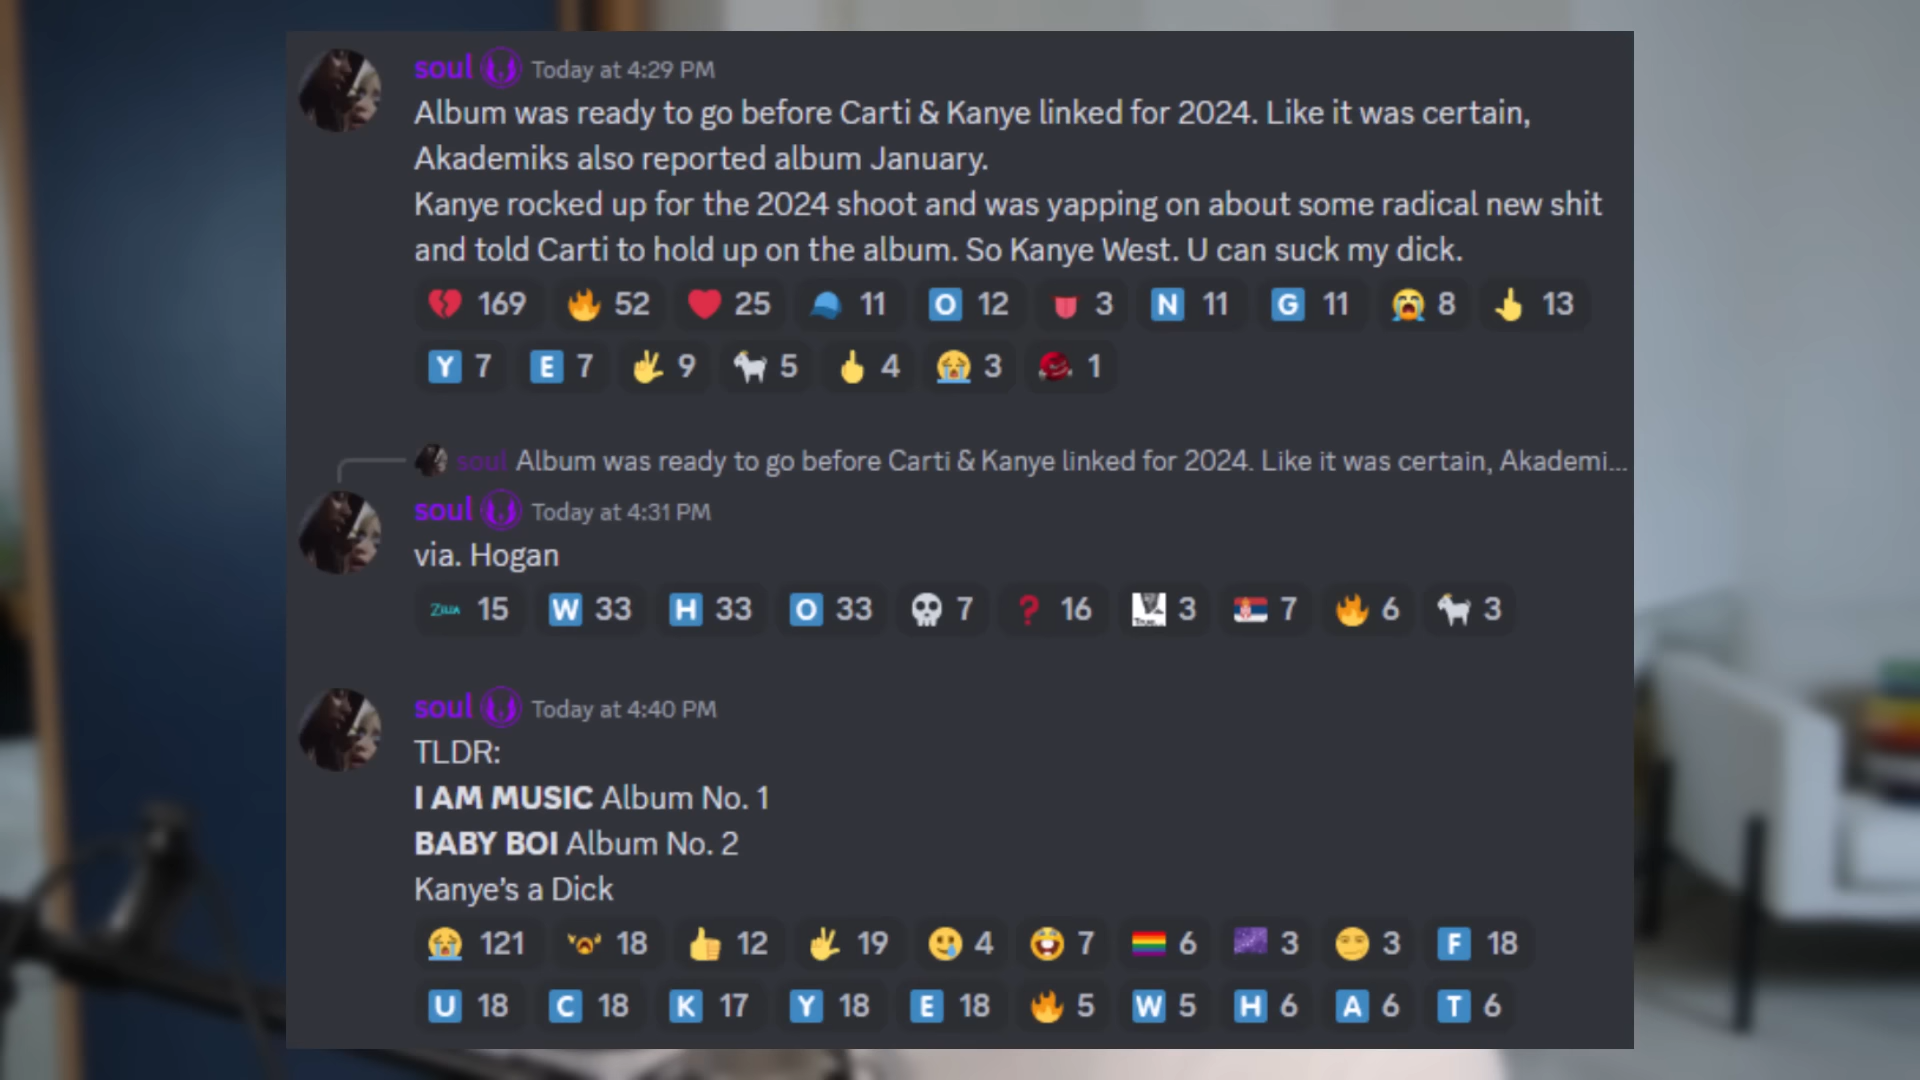 soul Today at 4:29 PM
Album was ready to go before Carti & Kanye linked for 2024. Like it was certain,
Akademiks also reported album January.
Kanye rocked up for the 2024 shoot and was yapping on about some radical new shit
and told Carti to hold up on the album. So Kanye West. U can suck my dick.
169 52 25 11 O 12 3 N 11 G 11 8 13
Y 7 E 7 9 5 4 3 1
soul Album was ready to go before Carti & Kanye linked for 2024. Like it was certain, Akademi...
soul Today at 4:31 PM
via. Hogan
15 W 33 H 33 O 33 7 ? 16 3 7 6 3
soul Today at 4:40 PM
TLDR:
I AM MUSIC Album No. 1
BABY BOI Album No. 2
Kanye's a Dick
121 18 12 19 4 7 6 3 3 F 18
U 18 C 18 K 17 Y 18 E 18 5 W 5 H 6 A 6 T 6